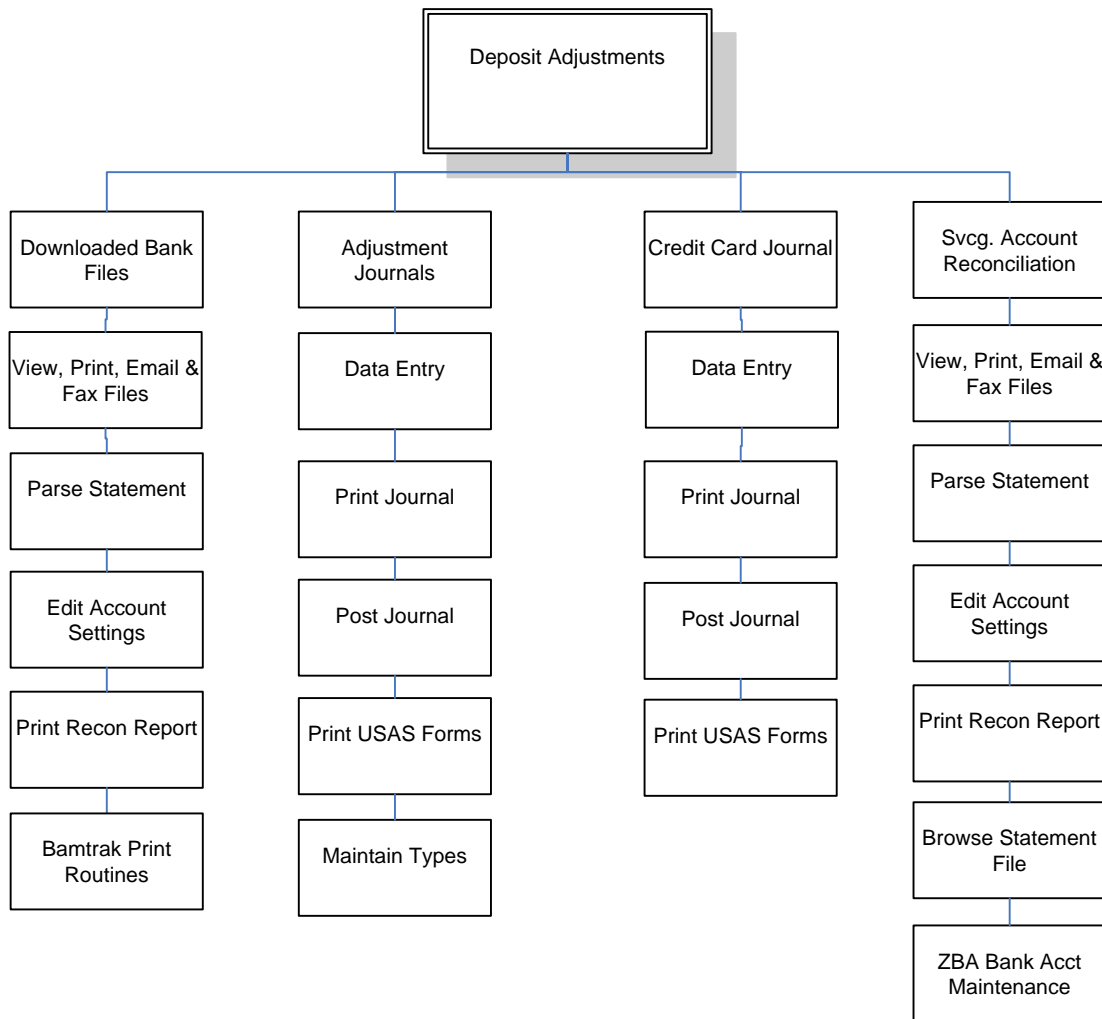 Deposit Adjustments
Downloaded Bank
Files
View, Print, Email &
Fax Files
Parse Statement
Edit Account
Settings
Print Recon Report
Bamtrak Print
Routines
Adjustment
Journals
Data Entry
Print Journal
Post Journal
Print USAS Forms
Maintain Types
Credit Card Journal
Data Entry
Print Journal
Post Journal
Print USAS Forms
Svcg. Account
Reconciliation
View, Print, Email &
Fax Files
Parse Statement
Edit Account
Settings
Print Recon Report
Browse Statement
File
ZBA Bank Acct
Maintenance